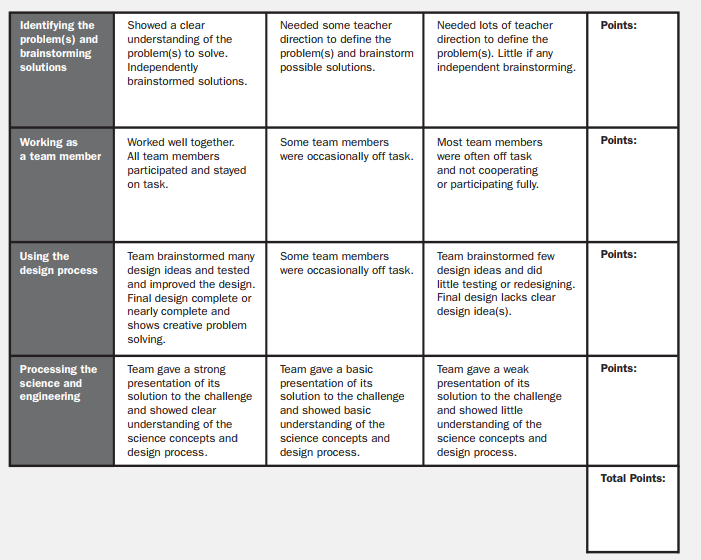 Identifying the
problem(s) and
brainstorming
solutions
Showed a clear
understanding of the
problem(s) to solve.
Independently
brainstormed solutions.
Needed some teacher
direction to define the
problem(s) and brainstorm
possible solutions.
Needed lots of teacher
direction to define the
problem(s). Little if any
independent brainstorming.
Points:
Working as
a team member
Worked well together.
All team members
participated and stayed
on task.
Some team members
were occasionally off task.
Most team members
were often off task
and not cooperating
or participating fully.
Points:
Using the
design process
Team brainstormed many
design ideas and tested
and improved the design.
Final design complete or
nearly complete and
shows creative problem
solving.
Some team members
were occasionally off task.
Team brainstormed few
design ideas and did
little testing or redesigning.
Final design lacks clear
design idea(s).
Points:
Processing the
science and
engineering
Team gave a strong
presentation of its
solution to the challenge
and showed clear
understanding of the
science concepts and
design process.
Team gave a basic
presentation of its
solution to the challenge
and showed basic
understanding of the
science concepts and
design process.
Team gave a weak
presentation of its
solution to the challenge
and showed little
understanding of the
science concepts and
design process.
Points:
Total Points: